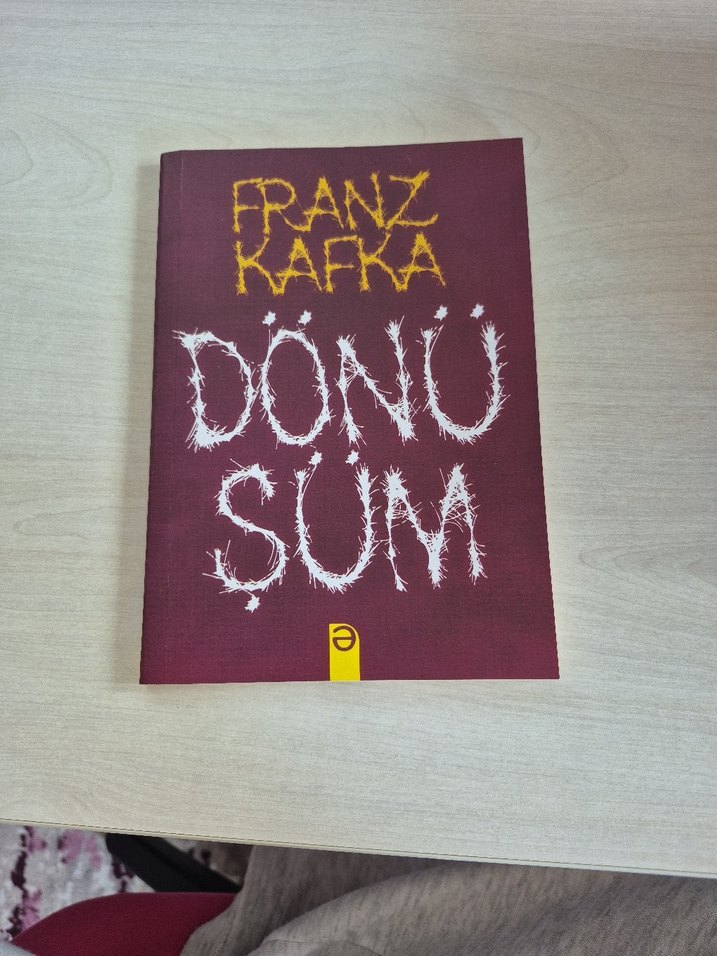 FRANZ
KAFKA
DÖNÜ
ŞÜM
ə